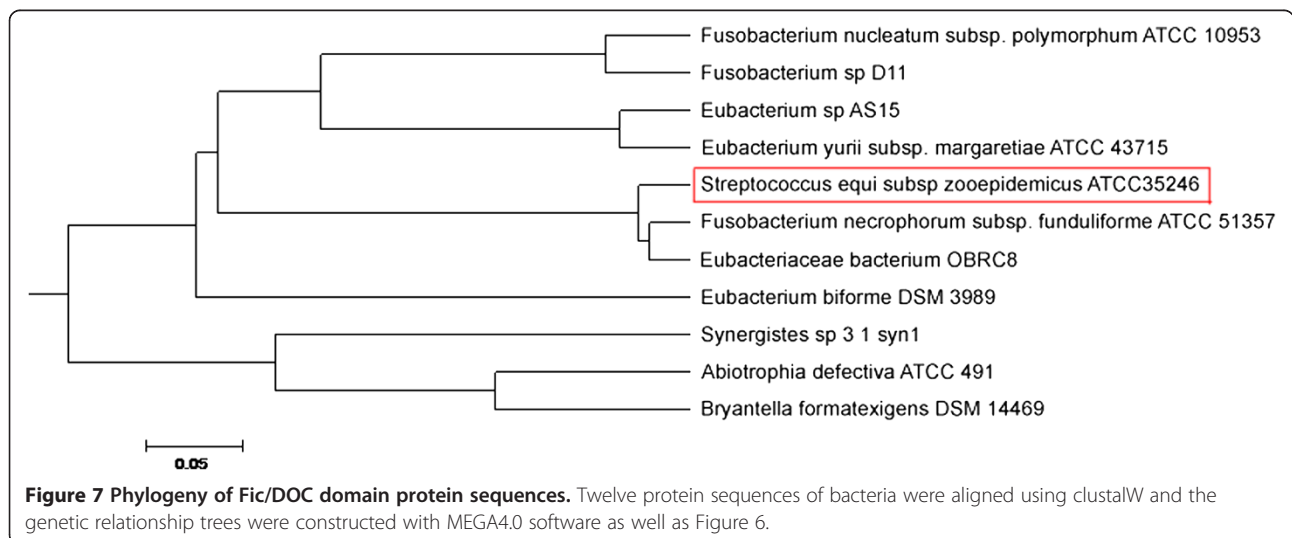 Fusobacterium nucleatum subsp. polymorphum ATCC 10953
Fusobacterium sp D11
Eubacterium sp AS15
Eubacterium yurii subsp. margaretiae ATCC 43715
Streptococcus equi subsp zooepidemicus ATCC35246
Fusobacterium necrophorum subsp. funduliforme ATCC 51357
Eubacteriaceae bacterium OBRC8
Eubacterium biforme DSM 3989
Synergistes sp 3 1 syn1
Abiotrophia defectiva ATCC 491
Bryantella formatexigens DSM 14469
0.05
Figure 7 Phylogeny of Fic/DOC domain protein sequences. Twelve protein sequences of bacteria were aligned using clustalW and the
genetic relationship trees were constructed with MEGA4.0 software as well as Figure 6.